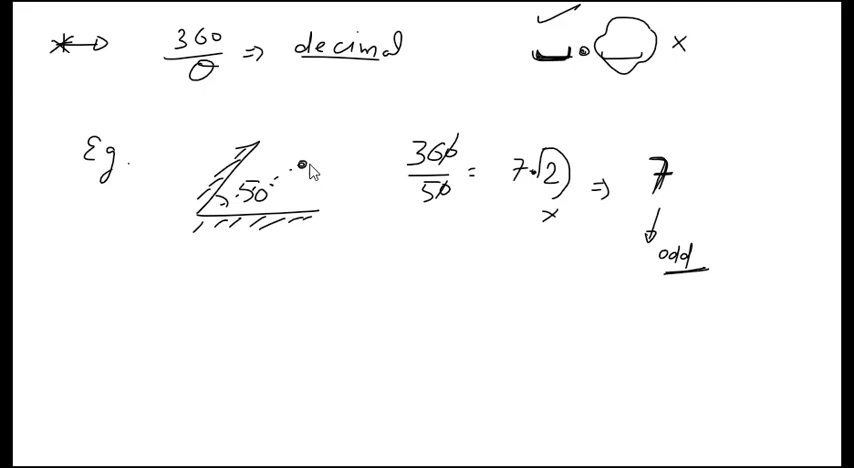 360/θ ⇒ decimal ✓ . x
Eg. 50 360/50 = 7.2 ⇒ 7
x
odd